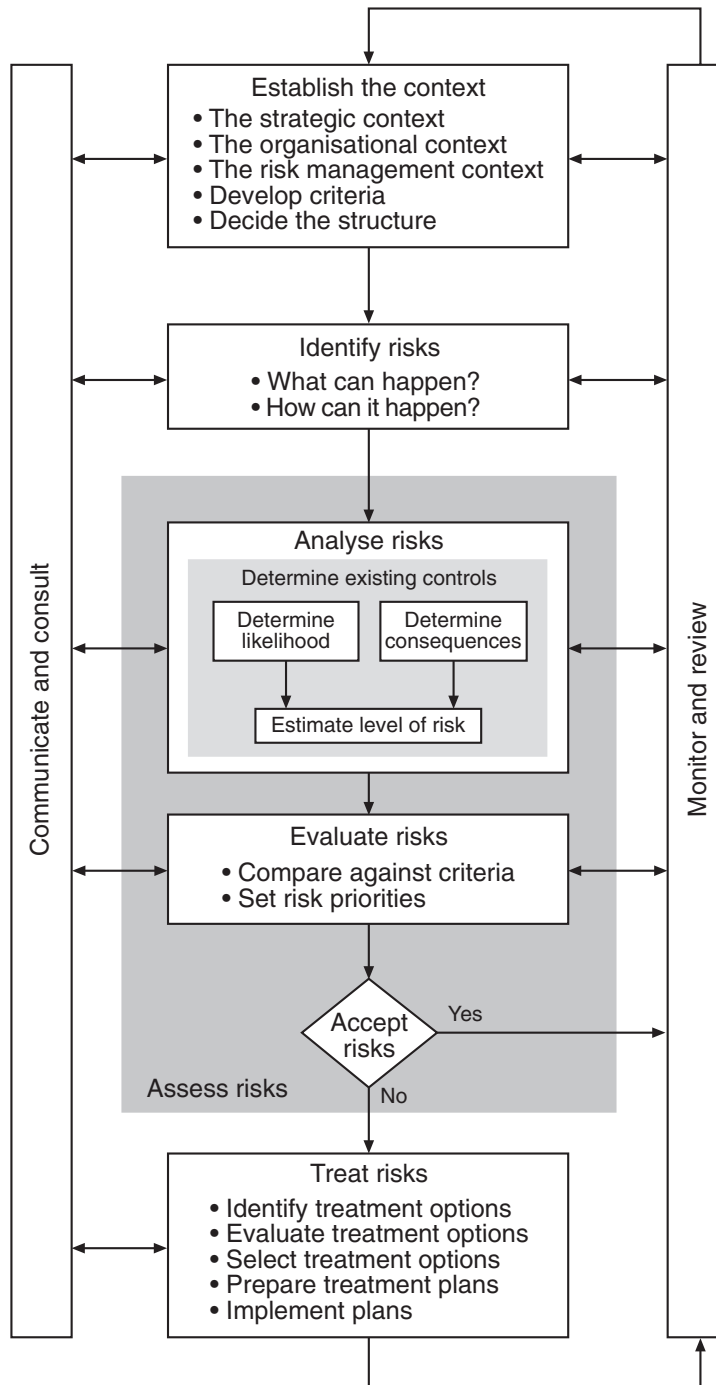 Establish the context
• The strategic context
• The organisational context
• The risk management context
• Develop criteria
• Decide the structure
Identify risks
• What can happen?
• How can it happen?
Analyse risks
Determine existing controls
Determine
likelihood
Determine
consequences
Estimate level of risk
Evaluate risks
• Compare against criteria
• Set risk priorities
Accept
risks
Yes
No
Assess risks
Treat risks
• Identify treatment options
• Evaluate treatment options
• Select treatment options
• Prepare treatment plans
• Implement plans
Communicate and consult
Monitor and review